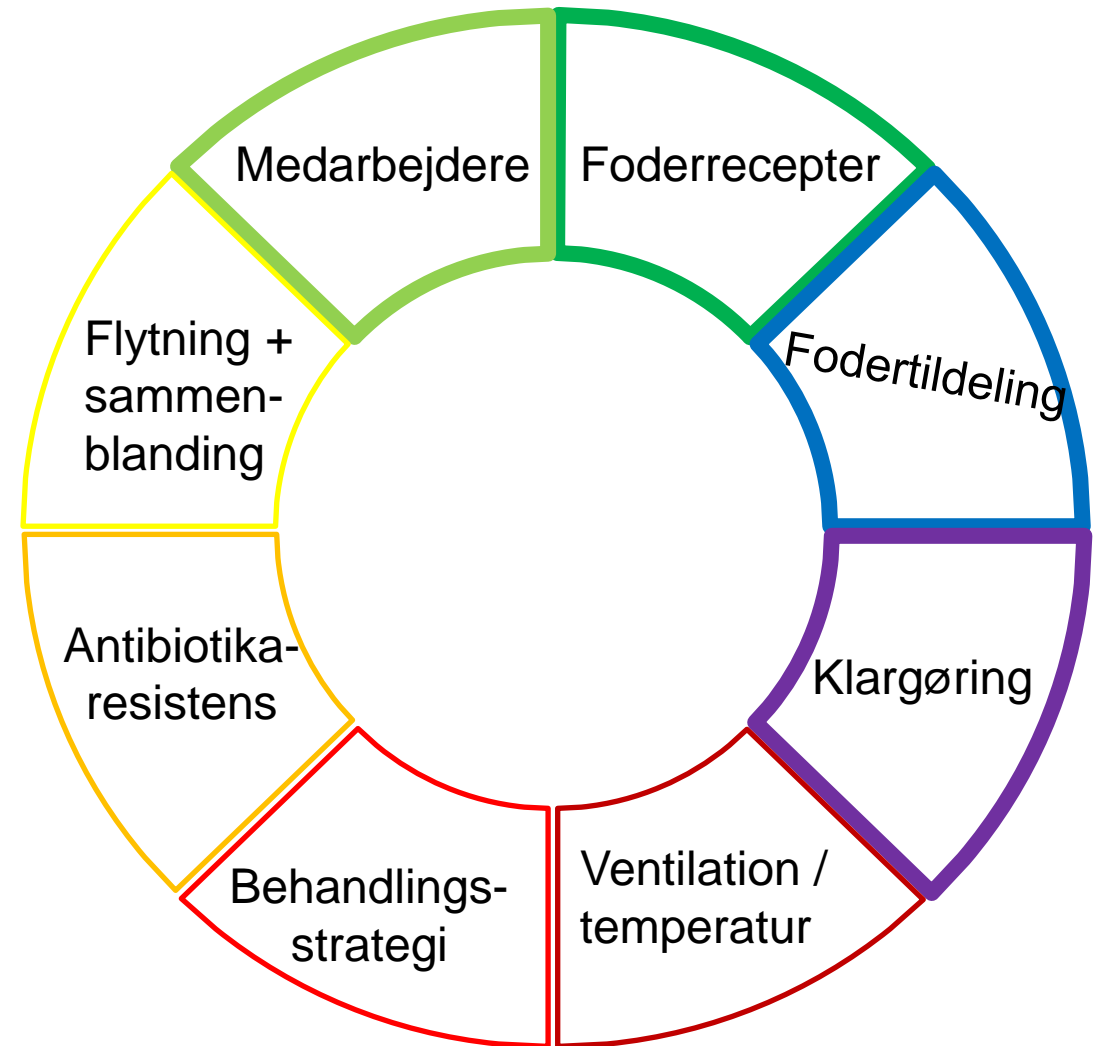 Medarbejdere
Foderrecepter
Fodertildeling
Klargøring
Ventilation /
temperatur
Behandlings-
strategi
Antibiotika-
resistens
Flytning +
sammen-
blanding